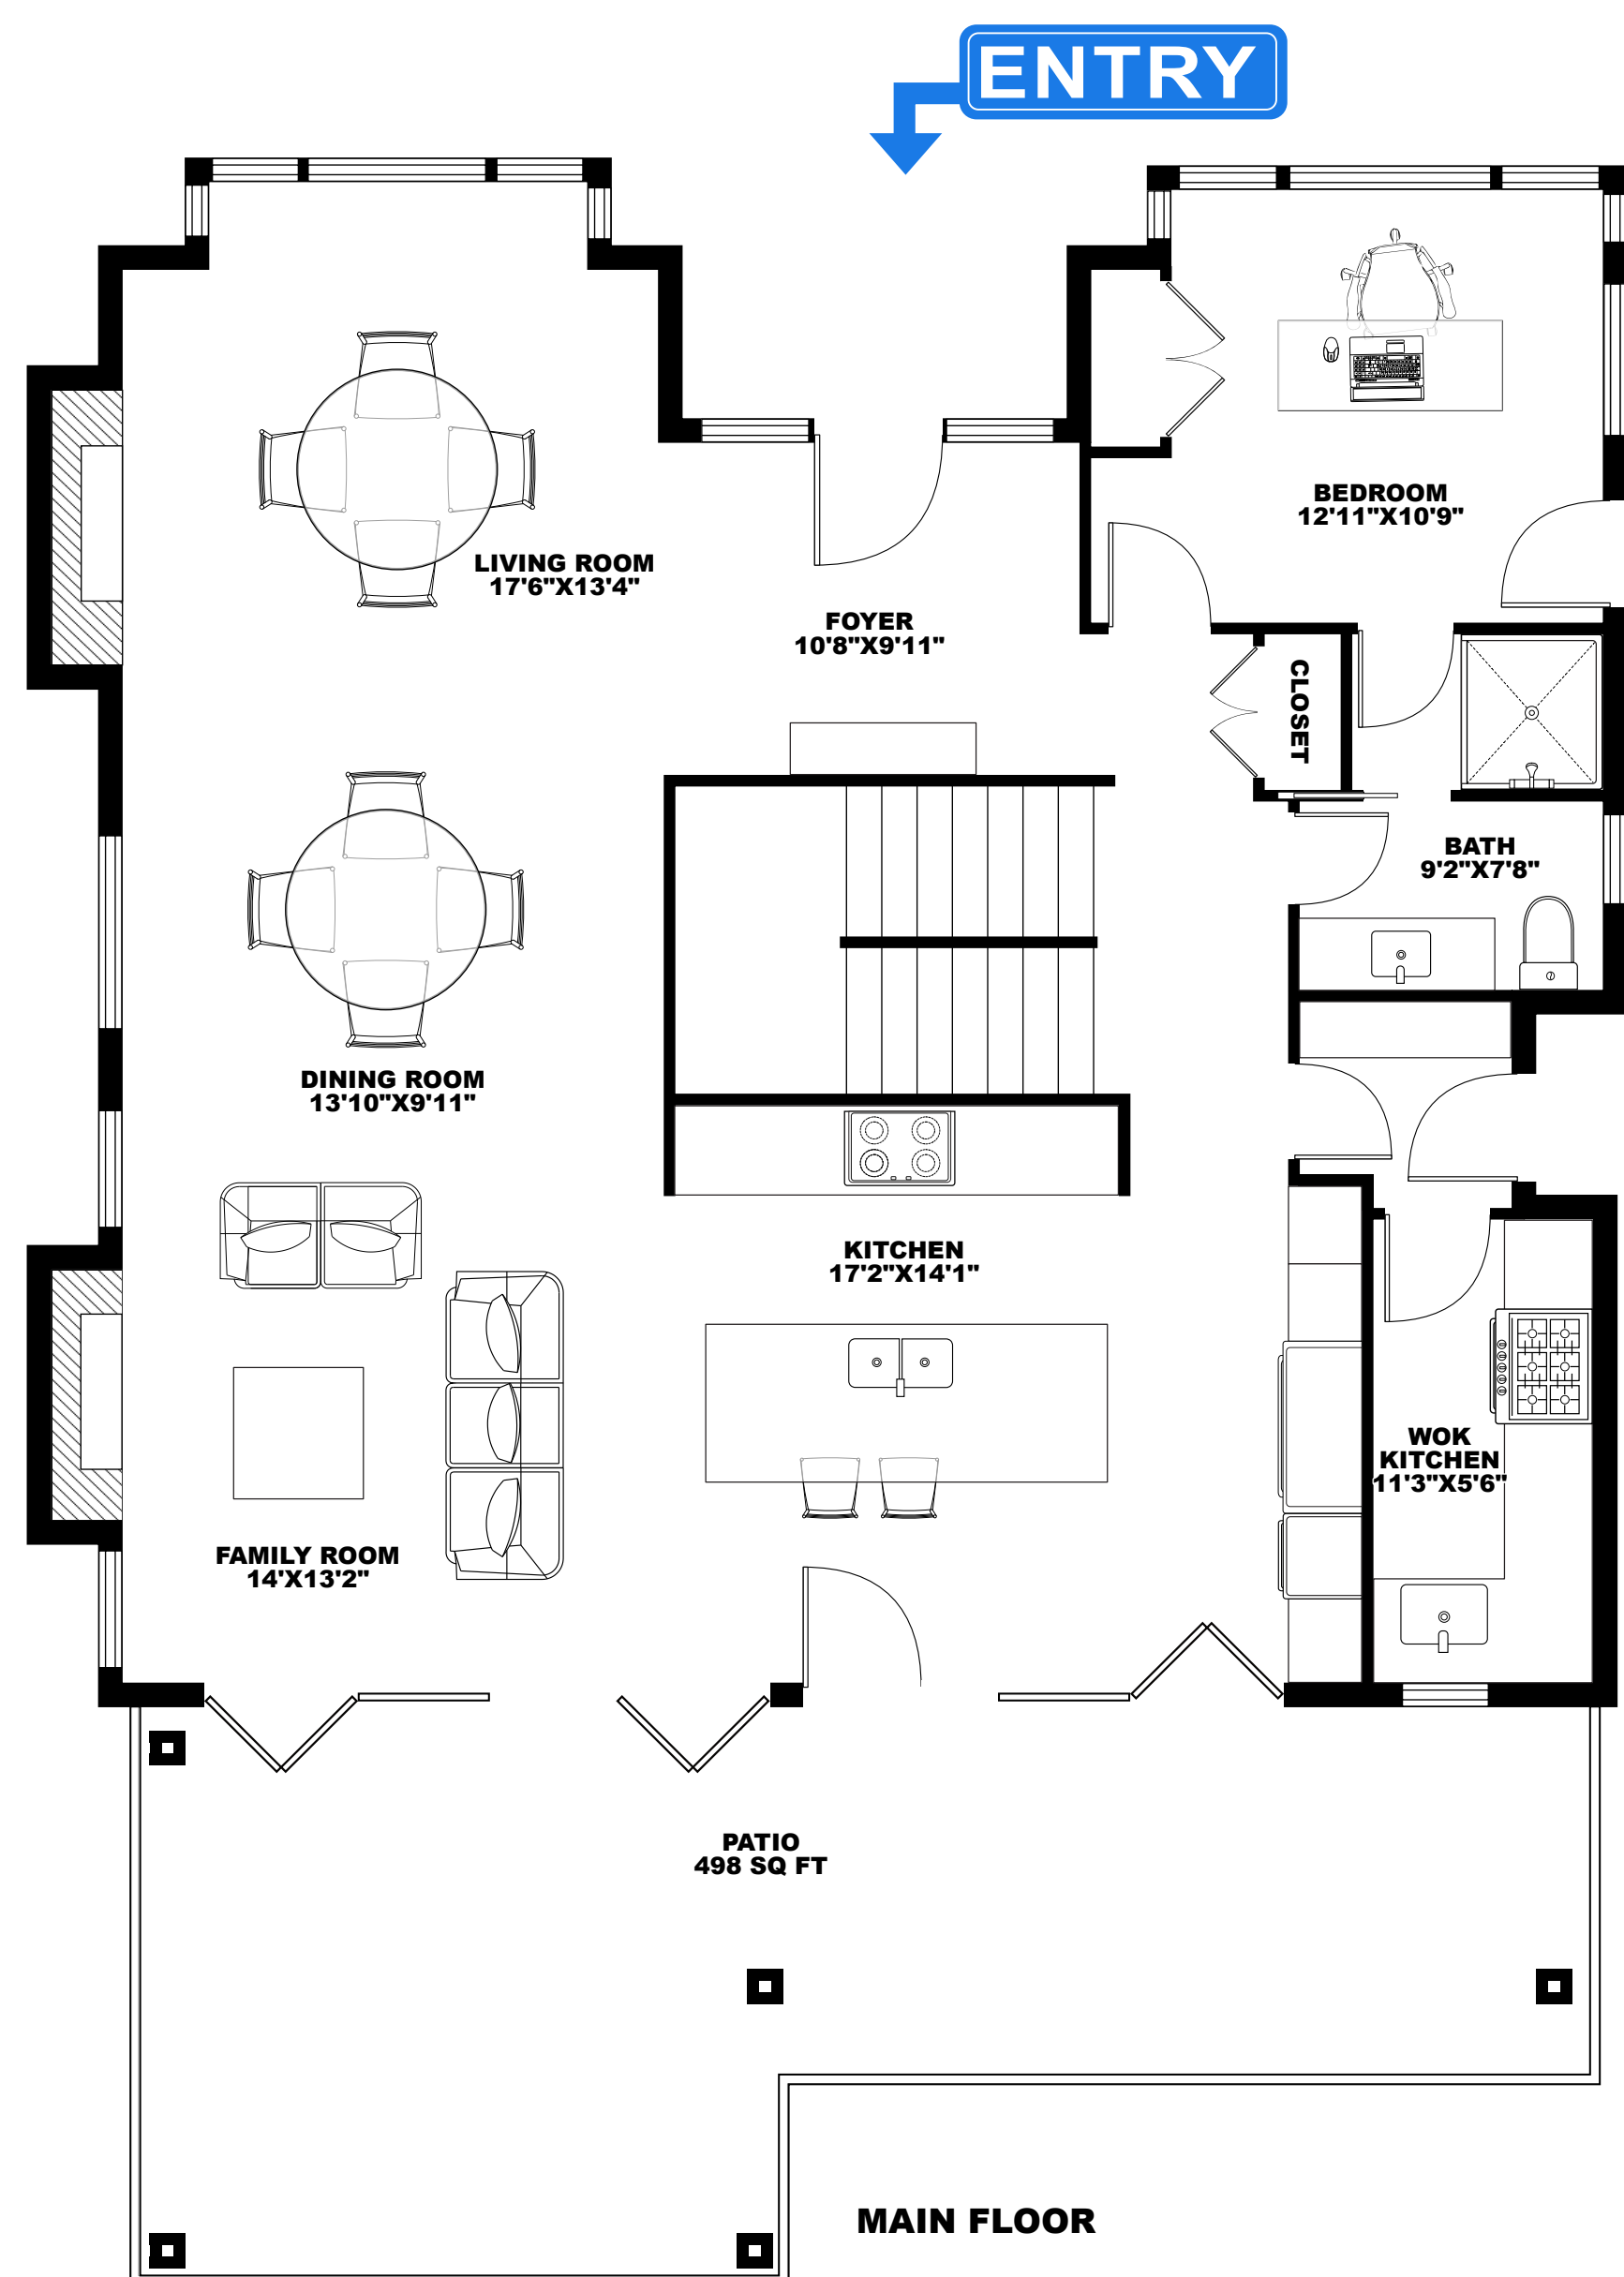 ENTRY
BEDROOM
12'11"X10'9"
LIVING ROOM
17'6"X13'4"
FOYER
10'8"X9'11"
CLOSET
BATH
9'2"X7'8"
DINING ROOM
13'10"X9'11"
KITCHEN
17'2"X14'1"
WOK
KITCHEN
11'3"X5'6"
FAMILY ROOM
14'X13'2"
PATIO
498 SQ FT
MAIN FLOOR